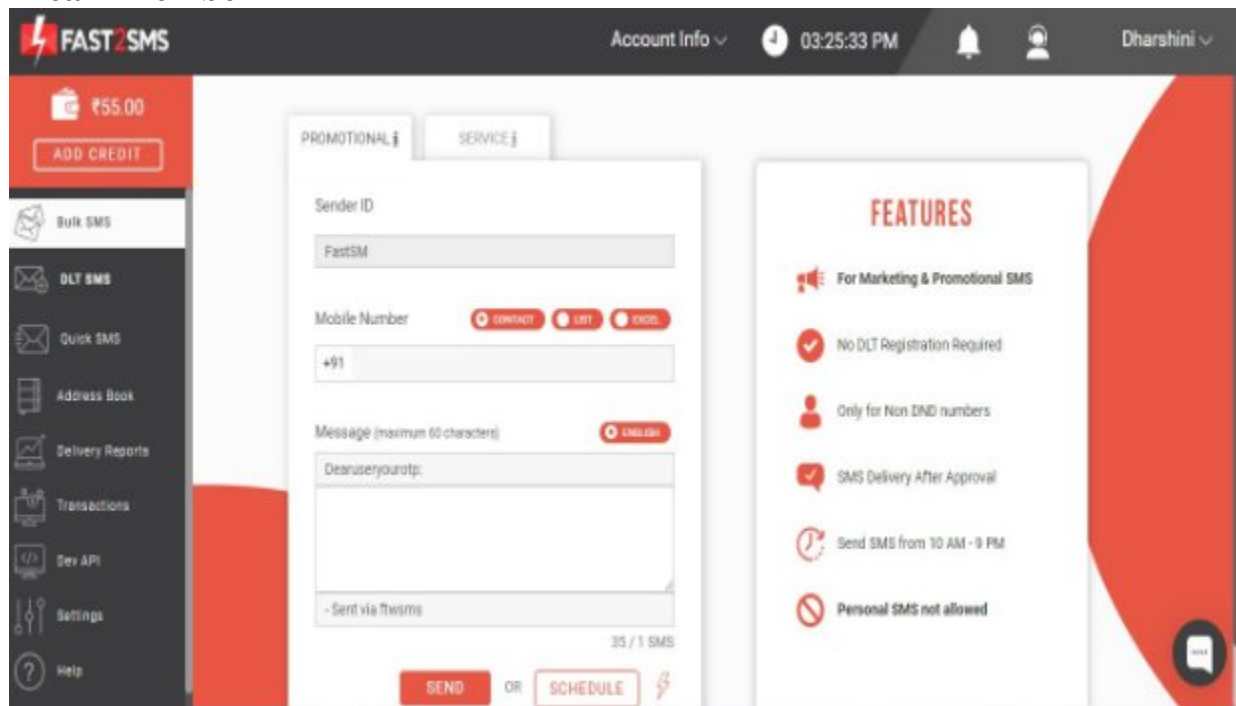 FAST2SMS
Account Info
03:25:33 PM
Dharshini
₹55.00
ADD CREDIT
Bulk SMS
DLT SMS
Quick SMS
Address Book
Delivery Reports
Transactions
Dev API
Settings
Help
PROMOTIONAL
SERVICE
Sender ID
FastSM
Mobile Number
CONTACT
LIST
EXCEL
+91
Message (maximum 60 characters)
ENGLISH
Dearuseryourotp:
- Sent via ftwsms
35 / 1 SMS
SEND
OR
SCHEDULE
FEATURES
For Marketing & Promotional SMS
No DLT Registration Required
Only for Non DND numbers
SMS Delivery After Approval
Send SMS from 10 AM - 9 PM
Personal SMS not allowed